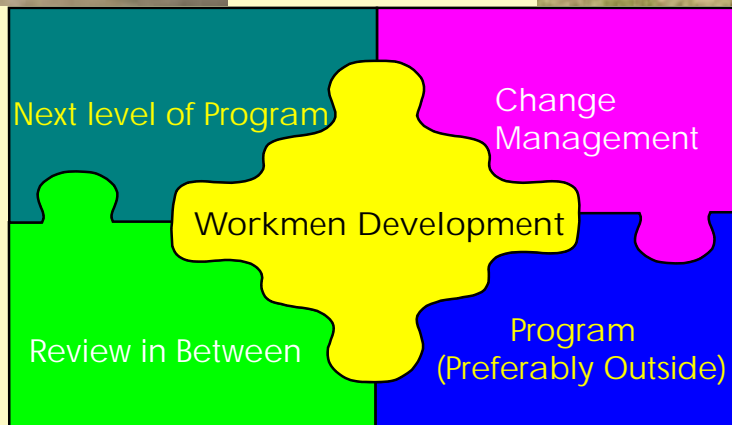 Next level of Program
Change
Management
Workmen Development
Review in Between
Program
(Preferably Outside)